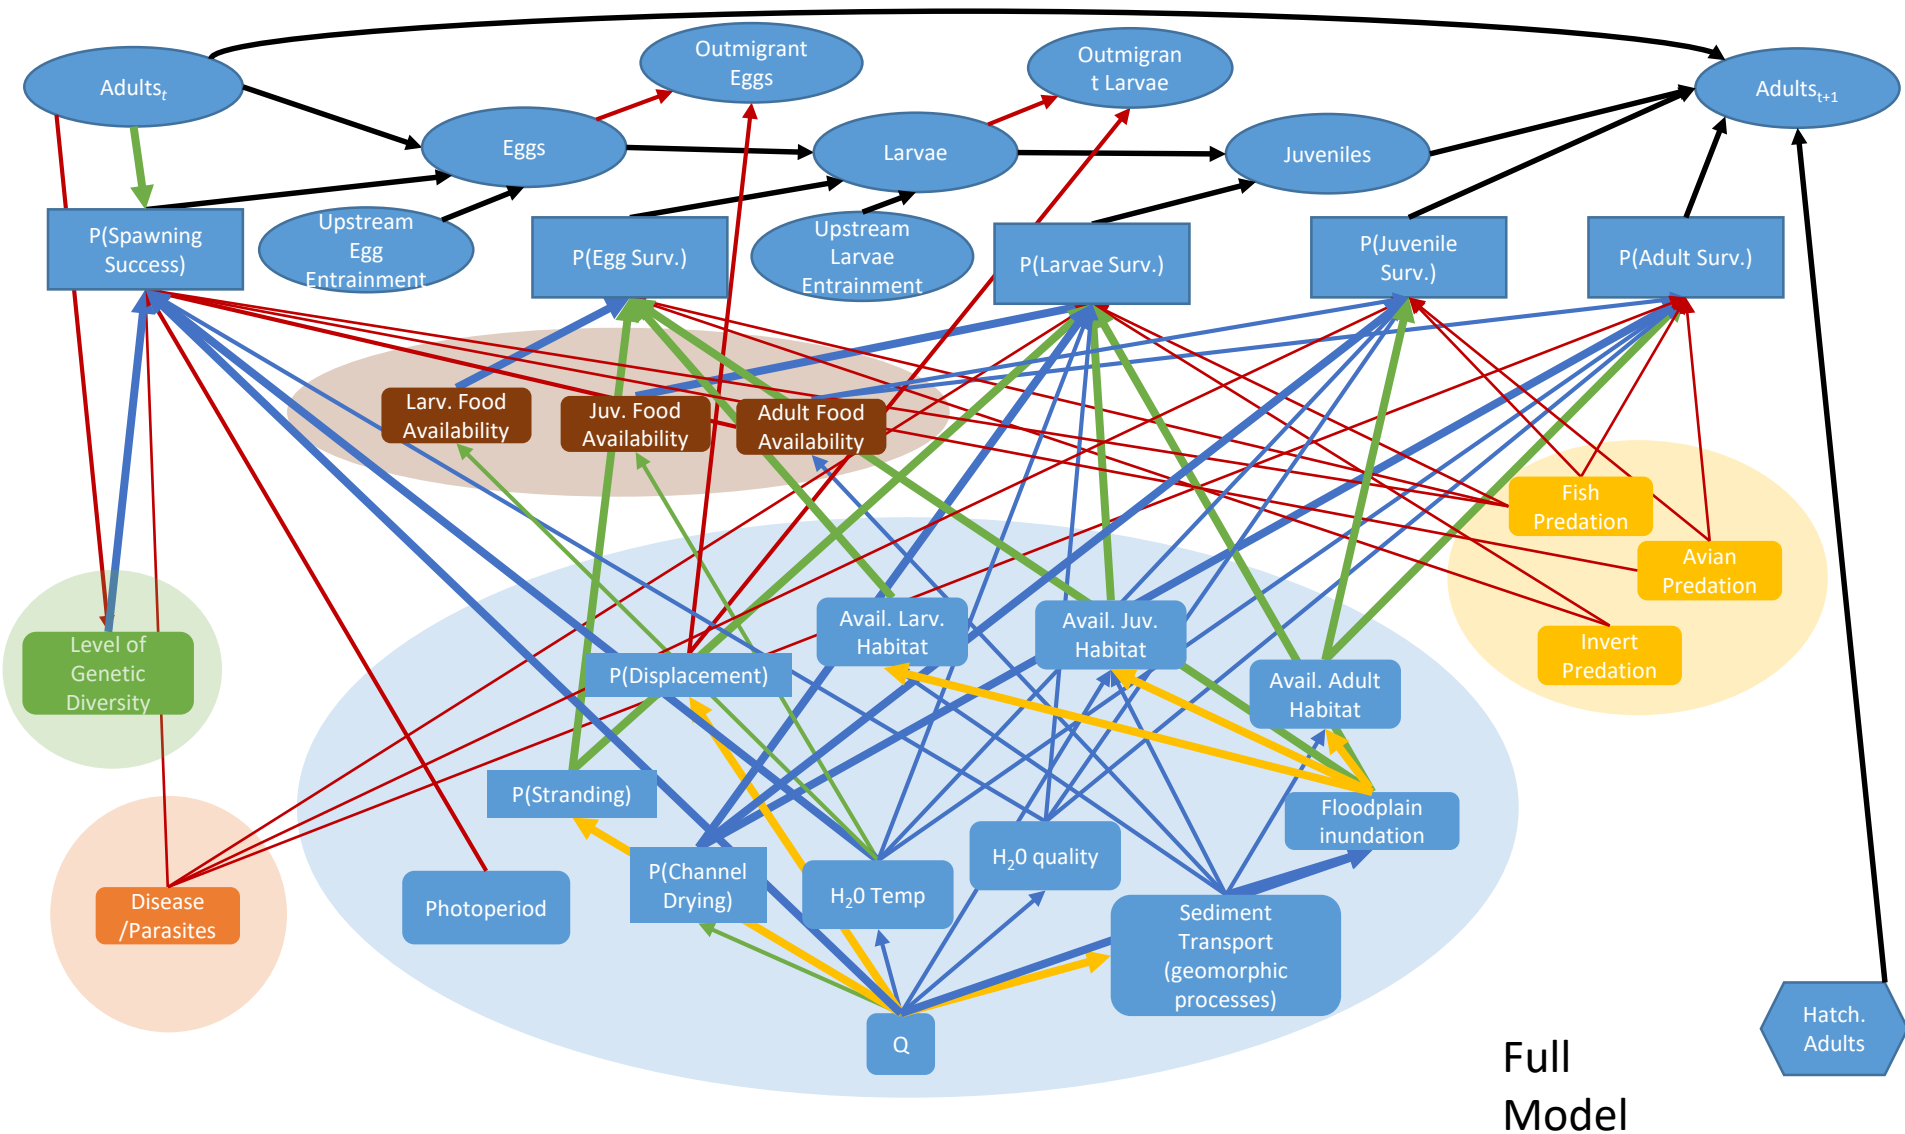 Adultsₜ
Outmigrant
Eggs
Outmigran
t Larvae
Adultsₜ₊₁
Eggs
Larvae
Juveniles
P(Spawning
Success)
Upstream
Egg
Entrainment
P(Egg Surv.)
Upstream
Larvae
Entrainment
P(Larvae Surv.)
P(Juvenile
Surv.)
P(Adult Surv.)
Larv. Food
Availability
Juv. Food
Availability
Adult Food
Availability
Fish
Predation
Avian
Predation
Invert
Predation
Level of
Genetic
Diversity
Avail. Larv.
Habitat
Avail. Juv.
Habitat
Avail. Adult
Habitat
P(Displacement)
P(Stranding)
Floodplain
inundation
P(Channel
Drying)
H₂0 Temp
H₂0 quality
Photoperiod
Disease
/Parasites
Sediment
Transport
(geomorphic
processes)
Q
Hatch.
Adults
Full
Model